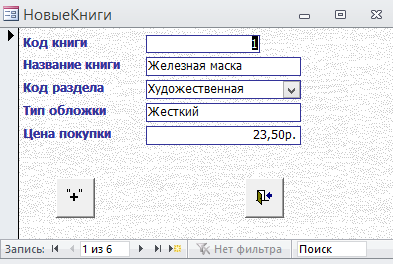 НовыеКниги
Код книги 1
Название книги Железная маска
Код раздела Художественная
Тип обложки Жесткий
Цена покупки 23,50р.
"+"
Запись: 1 из 6 Нет фильтра Поиск